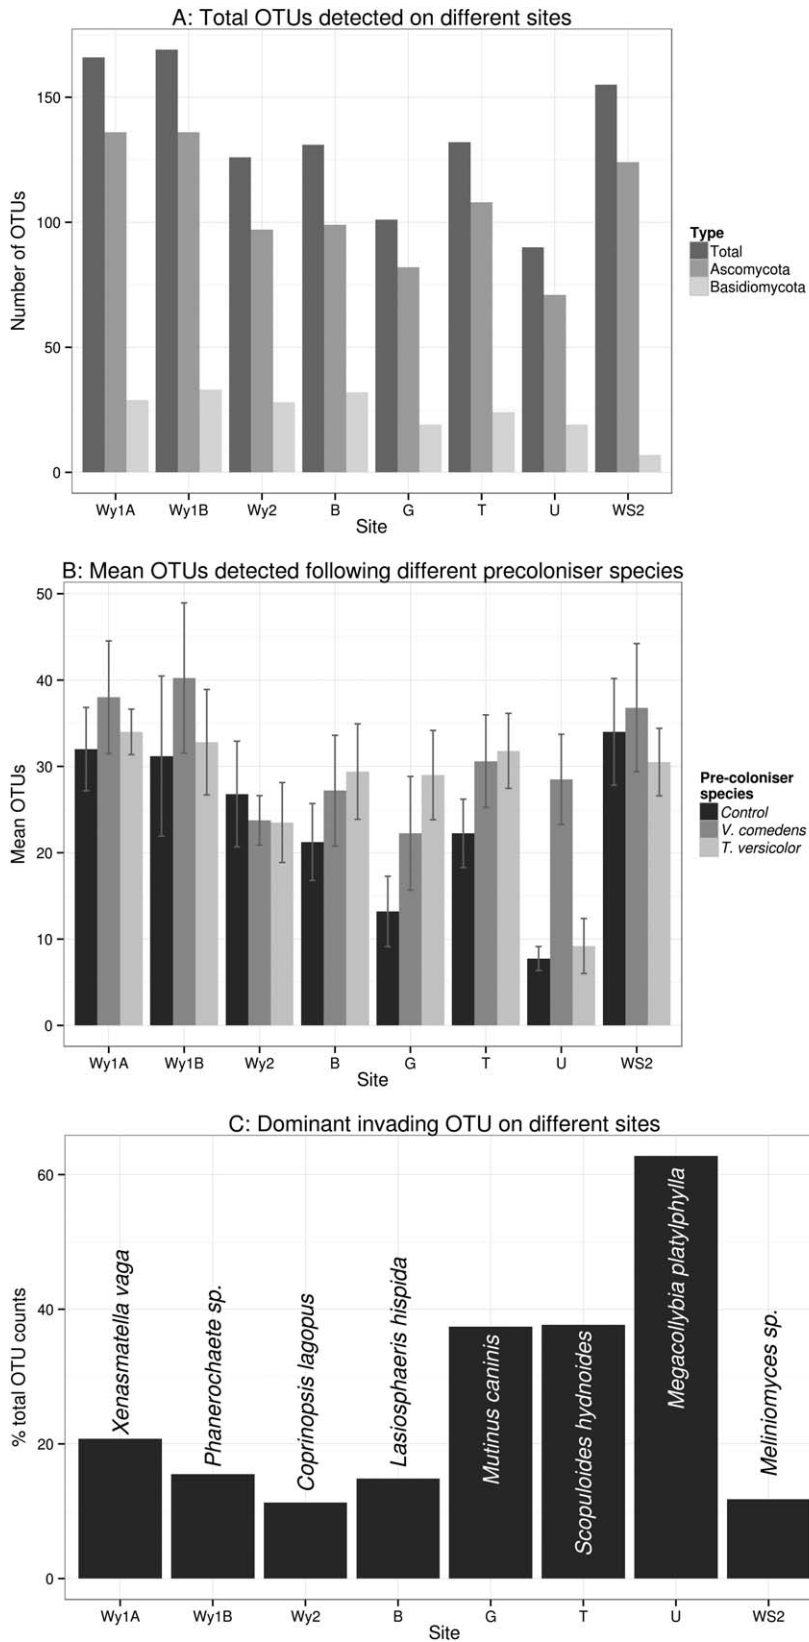 A: Total OTUs detected on different sites
Number of OTUs
150
100
50
0
Wy1A Wy1B Wy2 B G T U WS2
Site
Type
Total
Ascomycota
Basidiomycota
B: Mean OTUs detected following different precoloniser species
Mean OTUs
50
40
30
20
10
0
Wy1A Wy1B Wy2 B G T U WS2
Site
Pre-coloniser
species
Control
V. comedens
T. versicolor
C: Dominant invading OTU on different sites
% total OTU counts
60
40
20
0
Xenasmatella vaga
Phanerochaete sp.
Coprinopsis lagopus
Lasiosphaeris hispida
Mutinus caninis
Scopuloides hydnoides
Megacollybia platylphylla
Meliniomyces sp.
Wy1A Wy1B Wy2 B G T U WS2
Site